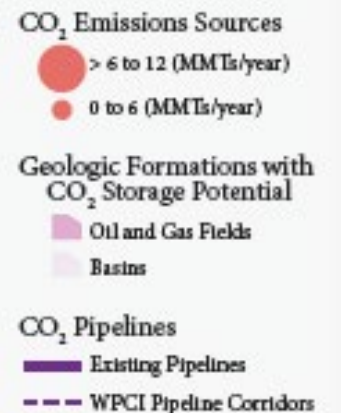 CO₂ Emissions Sources
> 6 to 12 (MMTs/year)
0 to 6 (MMTs/year)
Geologic Formations with
CO₂ Storage Potential
Oil and Gas Fields
Basins
CO₂ Pipelines
Existing Pipelines
WPCI Pipeline Corridors